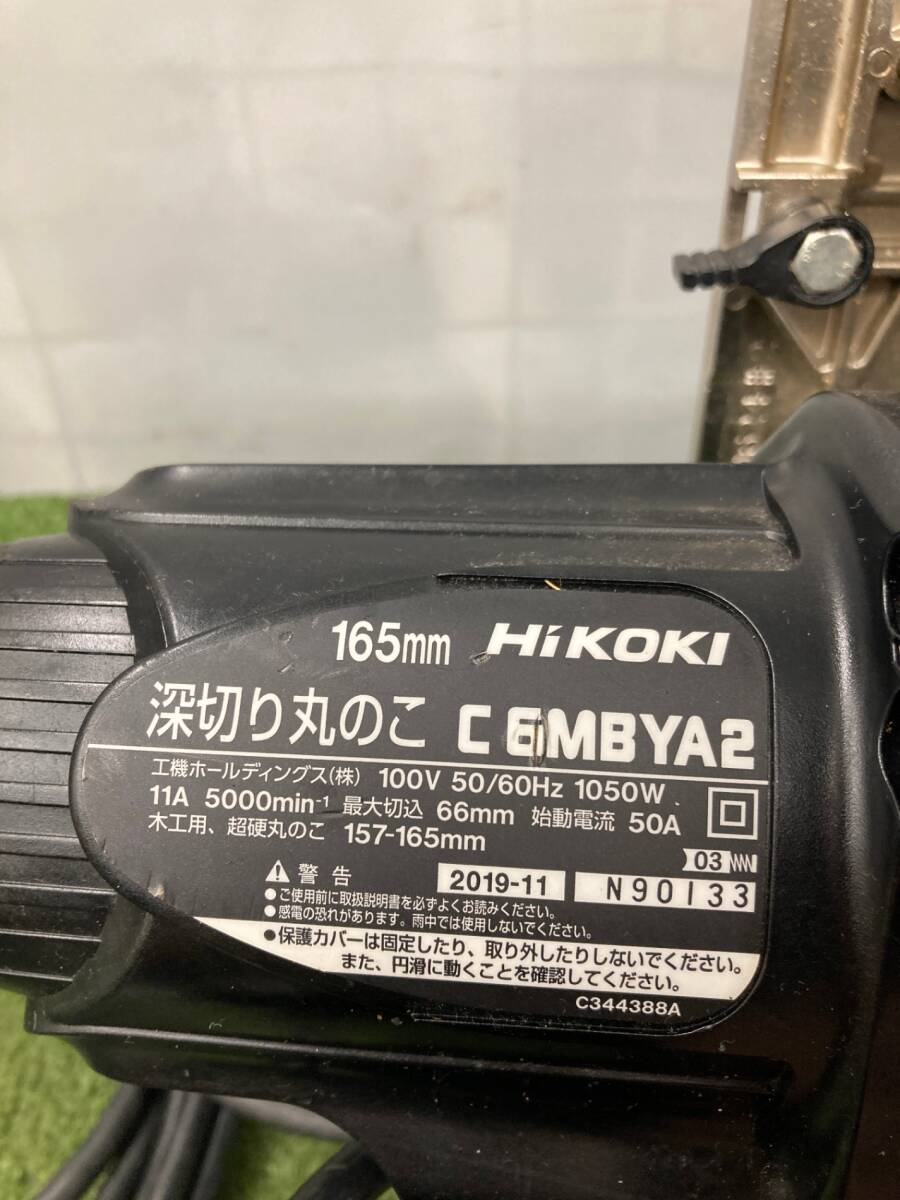 165mm HiKOKI
深切り丸のこ C6MBYA2
工機ホールディングス(株) 100V 50/60Hz 1050W
11A 5000min-1 最大切込 66mm 始動電流 50A
木工用、超硬丸のこ 157-165mm
03
警告 2019-11 N90133
●ご使用前に取扱説明書を必ずよくお読みください。
●感電の恐れがあります。雨中では使用しないでください。
●保護カバーは固定したり、取り外したりしないでください。
また、円滑に動くことを確認してください。
C344388A